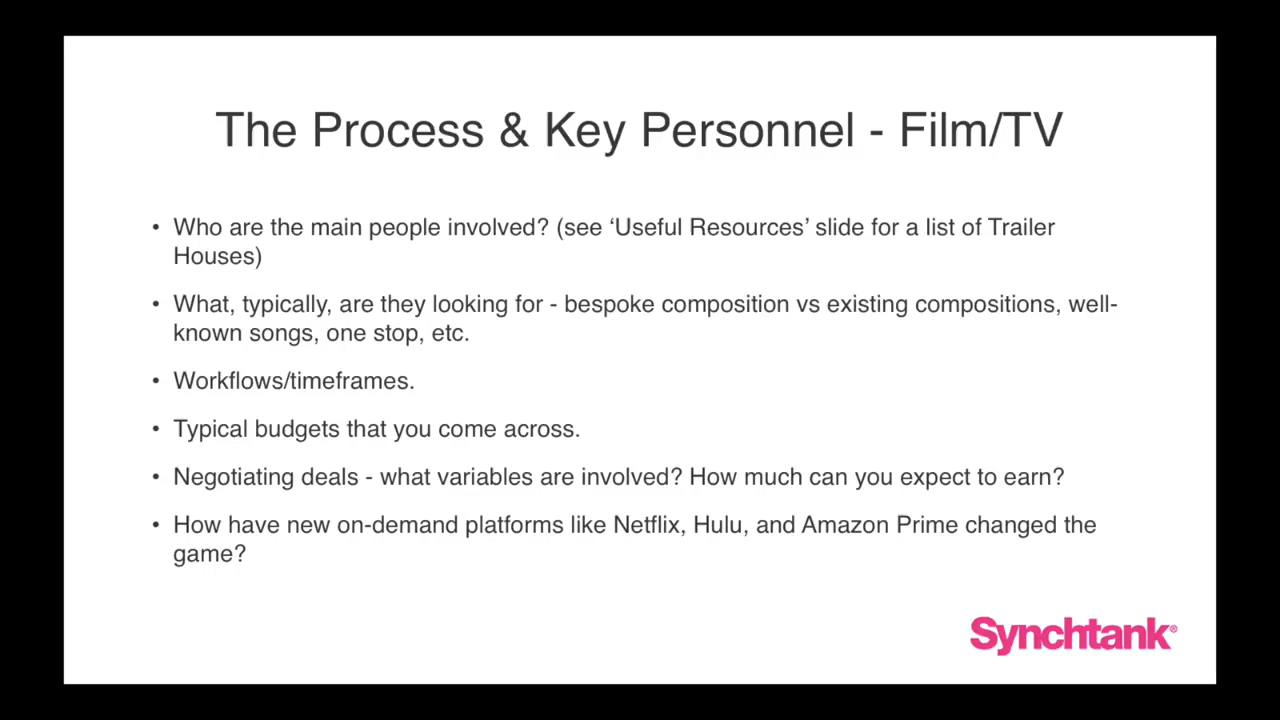 The Process & Key Personnel - Film/TV
• Who are the main people involved? (see ‘Useful Resources’ slide for a list of Trailer
Houses)
• What, typically, are they looking for - bespoke composition vs existing compositions, well-
known songs, one stop, etc.
• Workflows/timeframes.
• Typical budgets that you come across.
• Negotiating deals - what variables are involved? How much can you expect to earn?
• How have new on-demand platforms like Netflix, Hulu, and Amazon Prime changed the
game?
Synchtank®